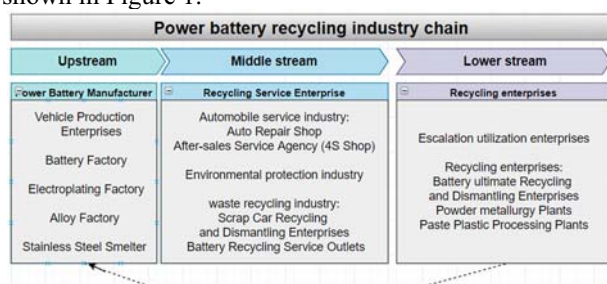 shown in Figure 1.
Power battery recycling industry chain
Upstream
Middle stream
Lower stream
Power Battery Manufacturer
Vehicle Production
Enterprises
Battery Factory
Electroplating Factory
Alloy Factory
Stainless Steel Smelter
Recycling Service Enterprise
Automobile service industry:
Auto Repair Shop
After-sales Service Agency (4S Shop)
Environmental protection industry
waste recycling industry:
Scrap Car Recycling
and Dismantling Enterprises
Battery Recycling Service Outlets
Recycling enterprises
Escalation utilization enterprises
Recycling enterprises:
Battery ultimate Recycling
and Dismantling Enterprises
Powder metallurgy Plants
Paste Plastic Processing Plants